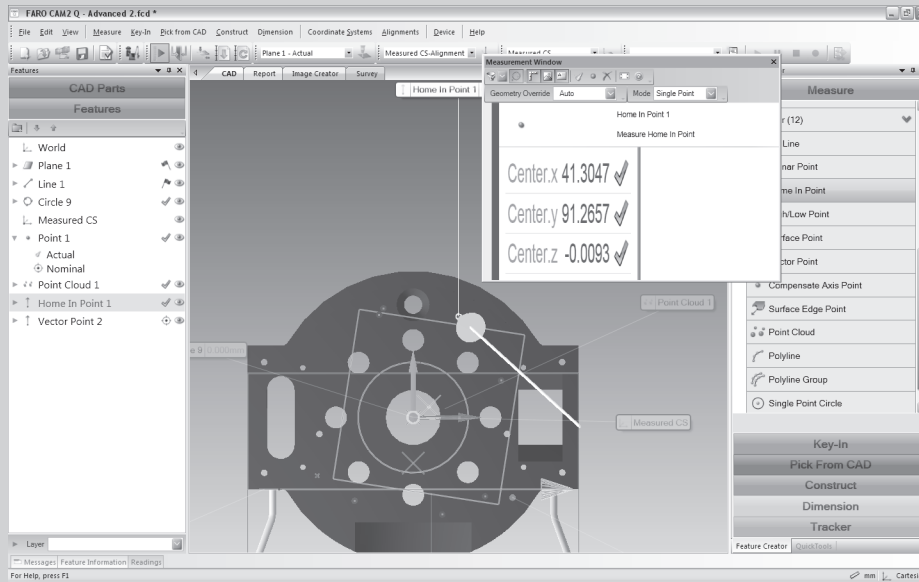 FARO CAM2 Q - Advanced 2.fcd *
File Edit View Measure Key-In Pick from CAD Construct Dimension Coordinate Systems Alignments Device Help
Plane 1 - Actual Measured CS-Alignment Measured CS
Features
CAD Parts
Features
World
Plane 1
Line 1
Circle 9
Measured CS
Point 1
Actual
Nominal
Point Cloud 1
Home In Point 1
Vector Point 2
Layer
CAD Report Image Creator Survey
Home In Point 1
Point Cloud 1
Measured CS
Measurement Window
Geometry Override Auto Mode Single Point
Home In Point 1
Measure Home In Point
Center.x 41.3047
Center.y 91.2657
Center.z -0.0093
Measure
(12)
Line
Point
In Point
Low Point
Point
Point
Compensate Axis Point
Surface Edge Point
Point Cloud
Polyline
Polyline Group
Single Point Circle
Key-In
Pick From CAD
Construct
Dimension
Tracker
Feature Creator QuickTools
Messages Feature Information Readings
For Help, press F1
mm Cartesi